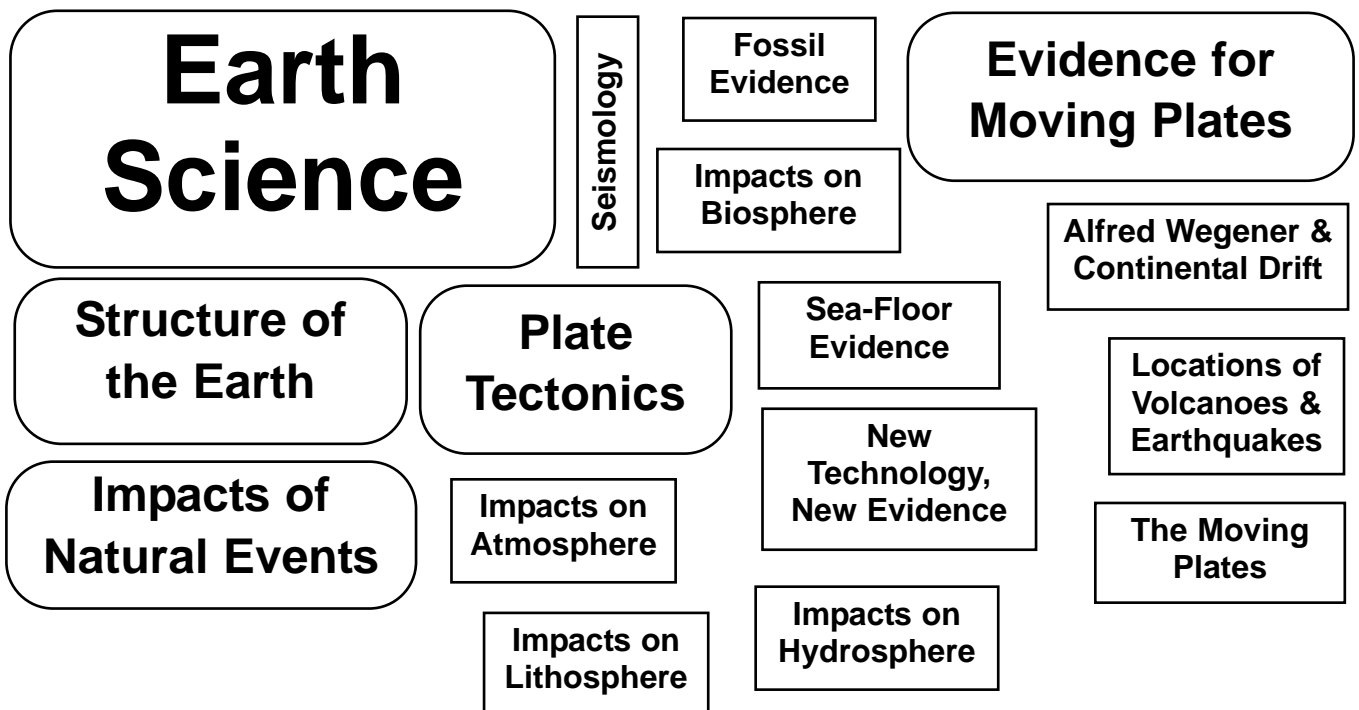 Earth
Science
Seismology
Fossil
Evidence
Evidence for
Moving Plates
Impacts on
Biosphere
Alfred Wegener &
Continental Drift
Structure of
the Earth
Plate
Tectonics
Sea-Floor
Evidence
Locations of
Volcanoes &
Earthquakes
New
Technology,
New Evidence
Impacts of
Natural Events
Impacts on
Atmosphere
The Moving
Plates
Impacts on
Lithosphere
Impacts on
Hydrosphere